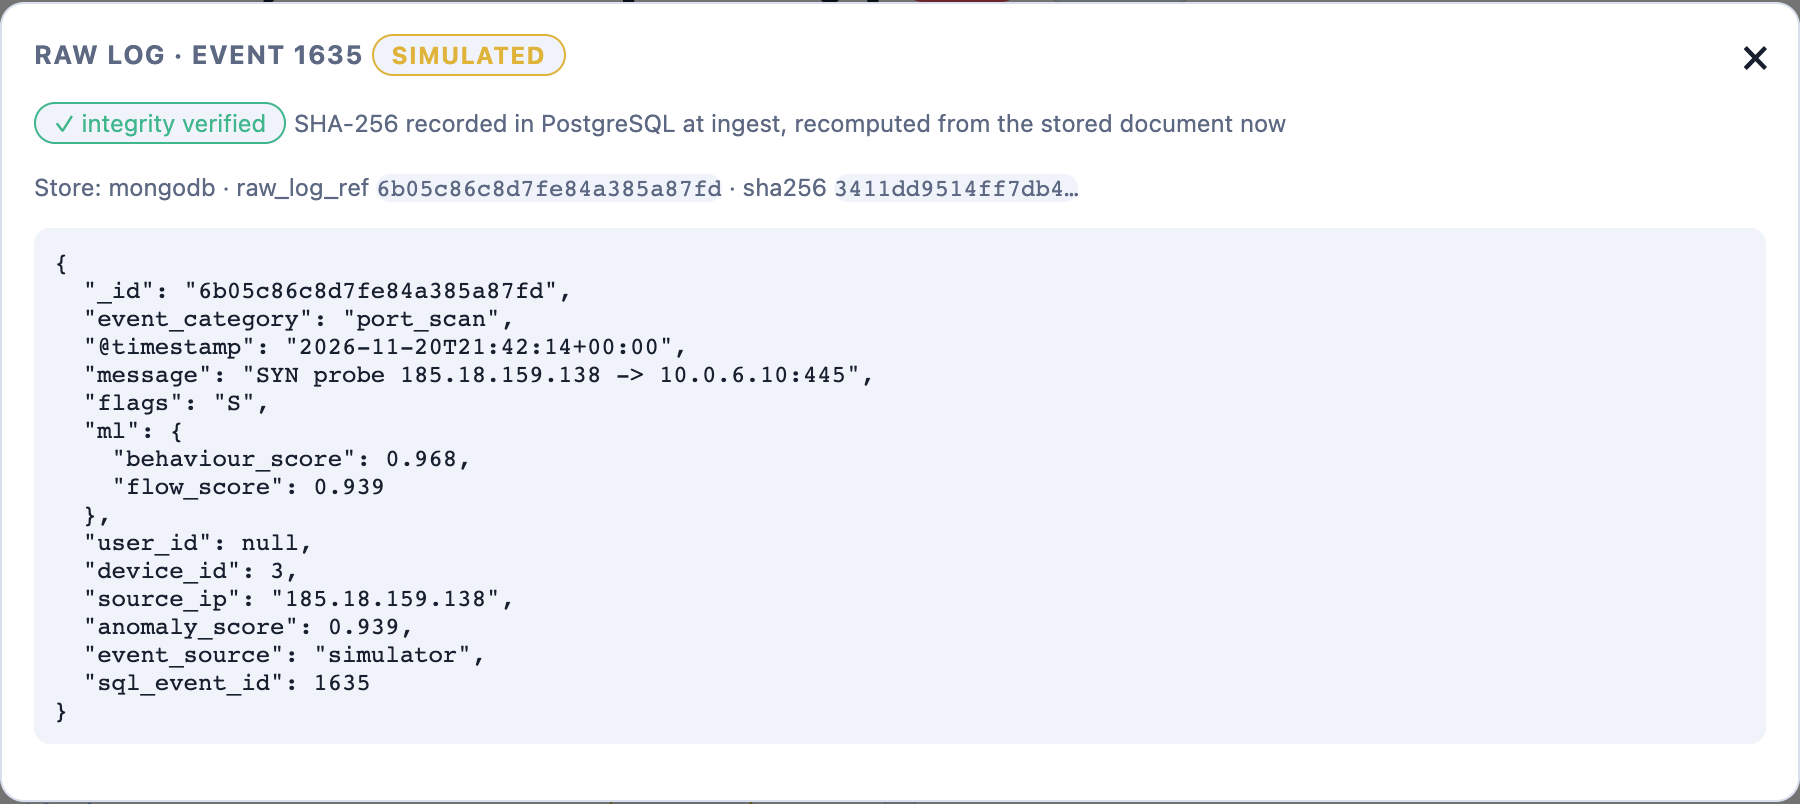 RAW LOG · EVENT 1635 SIMULATED
✓ integrity verified SHA-256 recorded in PostgreSQL at ingest, recomputed from the stored document now
Store: mongodb · raw_log_ref 6b05c86c8d7fe84a385a87fd · sha256 3411dd9514ff7db4…
{
  "_id": "6b05c86c8d7fe84a385a87fd",
  "event_category": "port_scan",
  "@timestamp": "2026-11-20T21:42:14+00:00",
  "message": "SYN probe 185.18.159.138 -> 10.0.6.10:445",
  "flags": "S",
  "ml": {
    "behaviour_score": 0.968,
    "flow_score": 0.939
  },
  "user_id": null,
  "device_id": 3,
  "source_ip": "185.18.159.138",
  "anomaly_score": 0.939,
  "event_source": "simulator",
  "sql_event_id": 1635
}